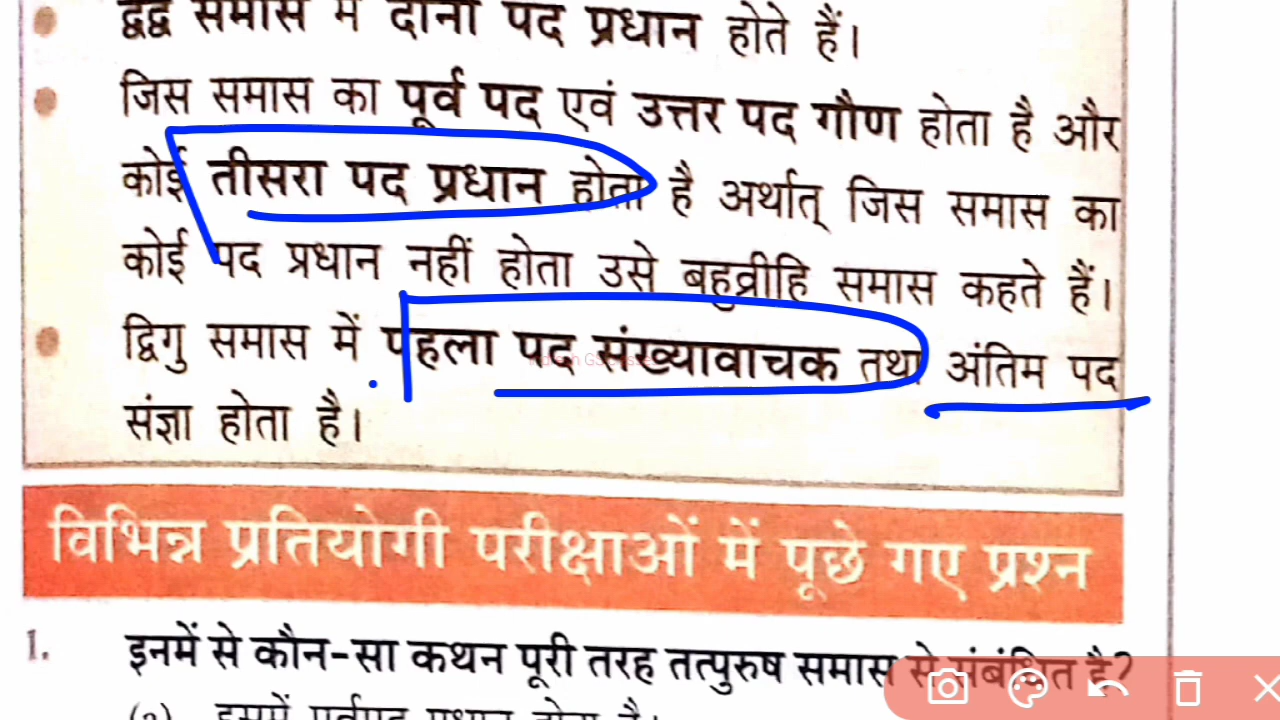 द्वंद्व समास में दोनों पद प्रधान होते हैं।
जिस समास का पूर्व पद एवं उत्तर पद गौण होता है और
कोई तीसरा पद प्रधान होता है अर्थात् जिस समास का
कोई पद प्रधान नहीं होता उसे बहुव्रीहि समास कहते हैं।
द्विगु समास में पहला पद संख्यावाचक तथा अंतिम पद
संज्ञा होता है।
विभिन्न प्रतियोगी परीक्षाओं में पूछे गए प्रश्न
1. इनमें से कौन-सा कथन पूरी तरह तत्पुरुष समास से संबंधित है?